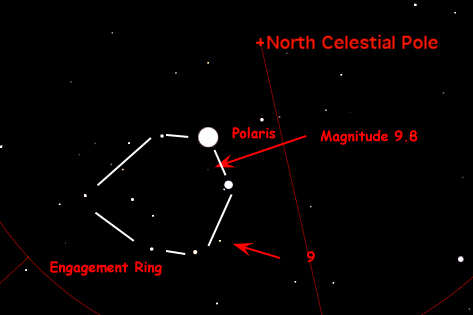 +North Celestial Pole
Polaris
Magnitude 9.8
9
Engagement Ring